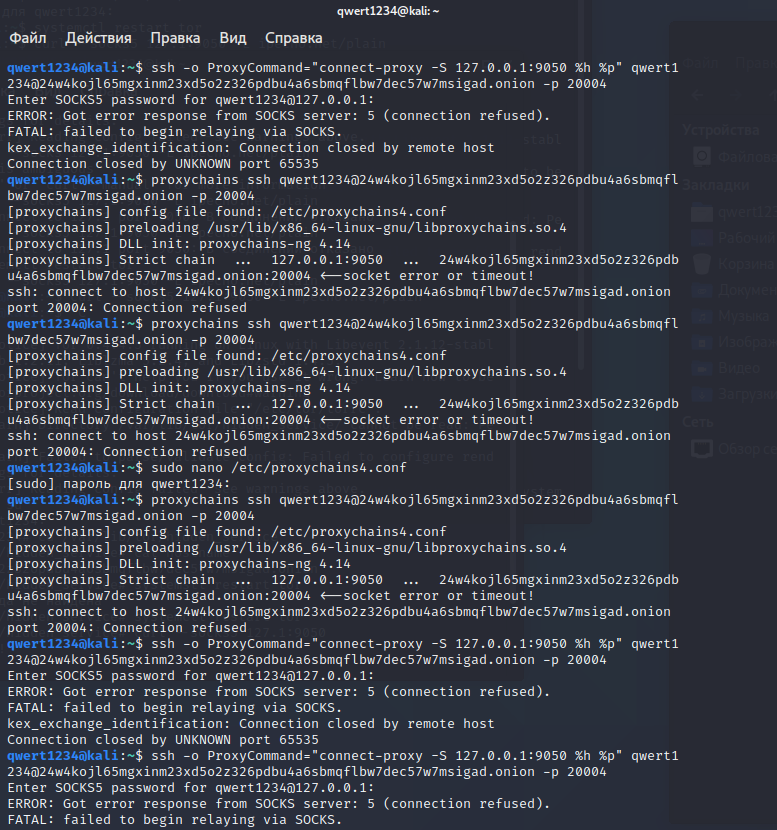 qwert1234@kali: ~
Файл Действия Правка Вид Справка
qwert1234@kali:~$ ssh -o ProxyCommand="connect-proxy -S 127.0.0.1:9050 %h %p" qwert1
234@24w4kojl65mgxinm23xd5o2z326pdbu4a6sbmqflbw7dec57w7msigad.onion -p 20004
Enter SOCKS5 password for qwert1234@127.0.0.1:
ERROR: Got error response from SOCKS server: 5 (connection refused).
FATAL: failed to begin relaying via SOCKS.
kex_exchange_identification: Connection closed by remote host
Connection closed by UNKNOWN port 65535
qwert1234@kali:~$ proxychains ssh qwert1234@24w4kojl65mgxinm23xd5o2z326pdbu4a6sbmqfl
bw7dec57w7msigad.onion -p 20004
[proxychains] config file found: /etc/proxychains4.conf
[proxychains] preloading /usr/lib/x86_64-linux-gnu/libproxychains.so.4
[proxychains] DLL init: proxychains-ng 4.14
[proxychains] Strict chain  ...  127.0.0.1:9050  ...  24w4kojl65mgxinm23xd5o2z326pdb
u4a6sbmqflbw7dec57w7msigad.onion:20004 <--socket error or timeout!
ssh: connect to host 24w4kojl65mgxinm23xd5o2z326pdbu4a6sbmqflbw7dec57w7msigad.onion
port 20004: Connection refused
qwert1234@kali:~$ proxychains ssh qwert1234@24w4kojl65mgxinm23xd5o2z326pdbu4a6sbmqfl
bw7dec57w7msigad.onion -p 20004
[proxychains] config file found: /etc/proxychains4.conf
[proxychains] preloading /usr/lib/x86_64-linux-gnu/libproxychains.so.4
[proxychains] DLL init: proxychains-ng 4.14
[proxychains] Strict chain  ...  127.0.0.1:9050  ...  24w4kojl65mgxinm23xd5o2z326pdb
u4a6sbmqflbw7dec57w7msigad.onion:20004 <--socket error or timeout!
ssh: connect to host 24w4kojl65mgxinm23xd5o2z326pdbu4a6sbmqflbw7dec57w7msigad.onion
port 20004: Connection refused
qwert1234@kali:~$ sudo nano /etc/proxychains4.conf
[sudo] пароль для qwert1234:
qwert1234@kali:~$ proxychains ssh qwert1234@24w4kojl65mgxinm23xd5o2z326pdbu4a6sbmqfl
bw7dec57w7msigad.onion -p 20004
[proxychains] config file found: /etc/proxychains4.conf
[proxychains] preloading /usr/lib/x86_64-linux-gnu/libproxychains.so.4
[proxychains] DLL init: proxychains-ng 4.14
[proxychains] Strict chain  ...  127.0.0.1:9050  ...  24w4kojl65mgxinm23xd5o2z326pdb
u4a6sbmqflbw7dec57w7msigad.onion:20004 <--socket error or timeout!
ssh: connect to host 24w4kojl65mgxinm23xd5o2z326pdbu4a6sbmqflbw7dec57w7msigad.onion
port 20004: Connection refused
qwert1234@kali:~$ ssh -o ProxyCommand="connect-proxy -S 127.0.0.1:9050 %h %p" qwert1
234@24w4kojl65mgxinm23xd5o2z326pdbu4a6sbmqflbw7dec57w7msigad.onion -p 20004
Enter SOCKS5 password for qwert1234@127.0.0.1:
ERROR: Got error response from SOCKS server: 5 (connection refused).
FATAL: failed to begin relaying via SOCKS.
kex_exchange_identification: Connection closed by remote host
Connection closed by UNKNOWN port 65535
qwert1234@kali:~$ ssh -o ProxyCommand="connect-proxy -S 127.0.0.1:9050 %h %p" qwert1
234@24w4kojl65mgxinm23xd5o2z326pdbu4a6sbmqflbw7dec57w7msigad.onion -p 20004
Enter SOCKS5 password for qwert1234@127.0.0.1:
ERROR: Got error response from SOCKS server: 5 (connection refused).
FATAL: failed to begin relaying via SOCKS.
Устройства
Закладки
qwert1234
Корзина
Музыка
Видео
Сеть